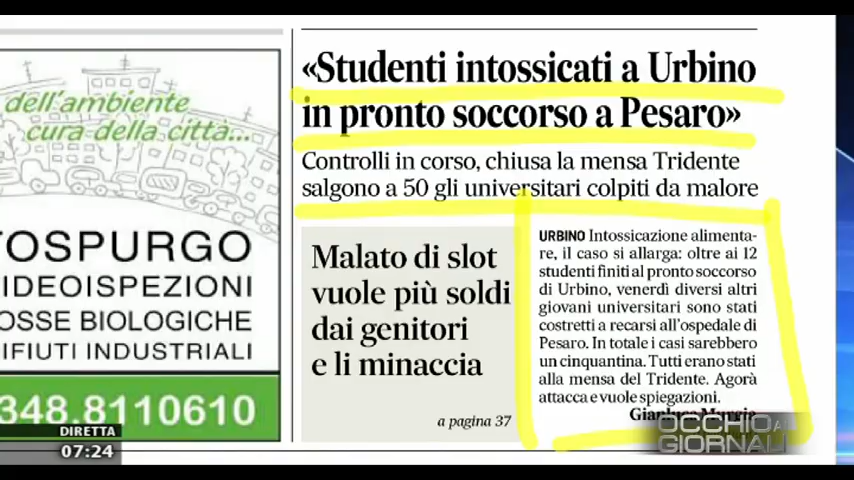 dell'ambiente
cura della città...
TOSPURGO
IDEOISPEZIONI
OSSE BIOLOGICHE
IFIUTI INDUSTRIALI
348.8110610
«Studenti intossicati a Urbino
in pronto soccorso a Pesaro»
Controlli in corso, chiusa la mensa Tridente
salgono a 50 gli universitari colpiti da malore
Malato di slot
vuole più soldi
dai genitori
e li minaccia
a pagina 37
URBINO Intossicazione alimenta-
re, il caso si allarga: oltre ai 12
studenti finiti al pronto soccorso
di Urbino, venerdì diversi altri
giovani universitari sono stati
costretti a recarsi all'ospedale di
Pesaro. In totale i casi sarebbero
un cinquantina. Tutti erano stati
alla mensa del Tridente. Agorà
attacca e vuole spiegazioni.
Gianluca Murgia
DIRETTA
07:24
OCCHIO AI
GIORNALI